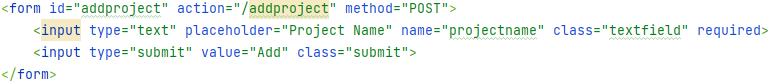 <form id="addproject" action="/addproject" method="POST">
    <input type="text" placeholder="Project Name" name="projectname" class="textfield" required>
    <input type="submit" value="Add" class="submit">
</form>